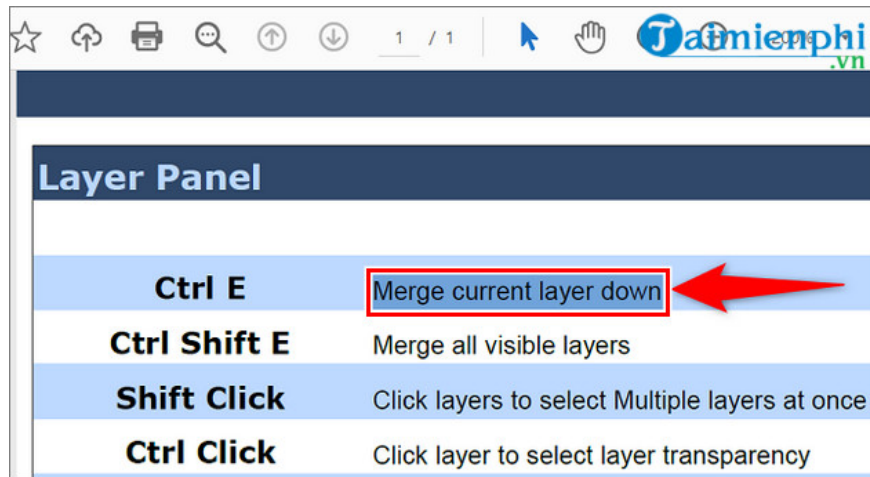 1 / 1
Taimienphi
.vn
Layer Panel
Ctrl E Merge current layer down
Ctrl Shift E Merge all visible layers
Shift Click Click layers to select Multiple layers at once
Ctrl Click Click layer to select layer transparency